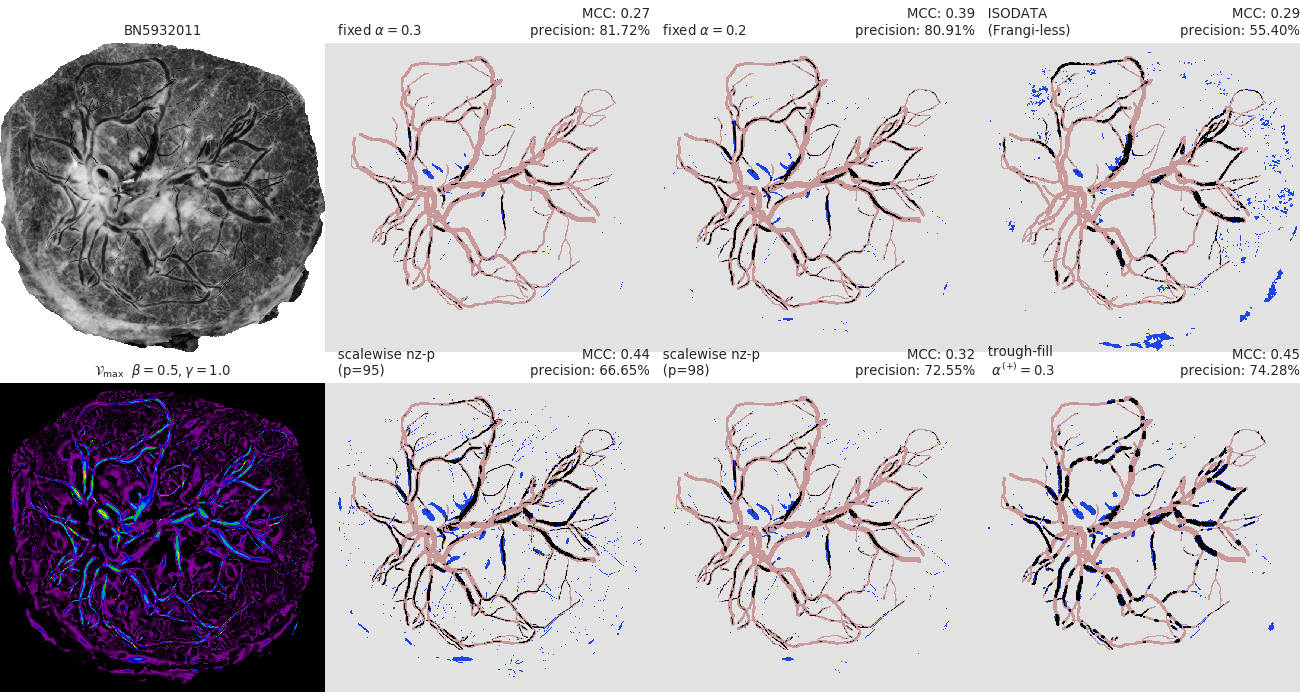 BN5932011
fixed α = 0.3
MCC: 0.27
precision: 81.72%
fixed α = 0.2
MCC: 0.39
precision: 80.91%
ISODATA
(Frangi-less)
MCC: 0.29
precision: 55.40%
𝒱max β = 0.5, γ = 1.0
scalewise nz-p
(p=95)
MCC: 0.44
precision: 66.65%
scalewise nz-p
(p=98)
MCC: 0.32
precision: 72.55%
trough-fill
α(+) = 0.3
MCC: 0.45
precision: 74.28%